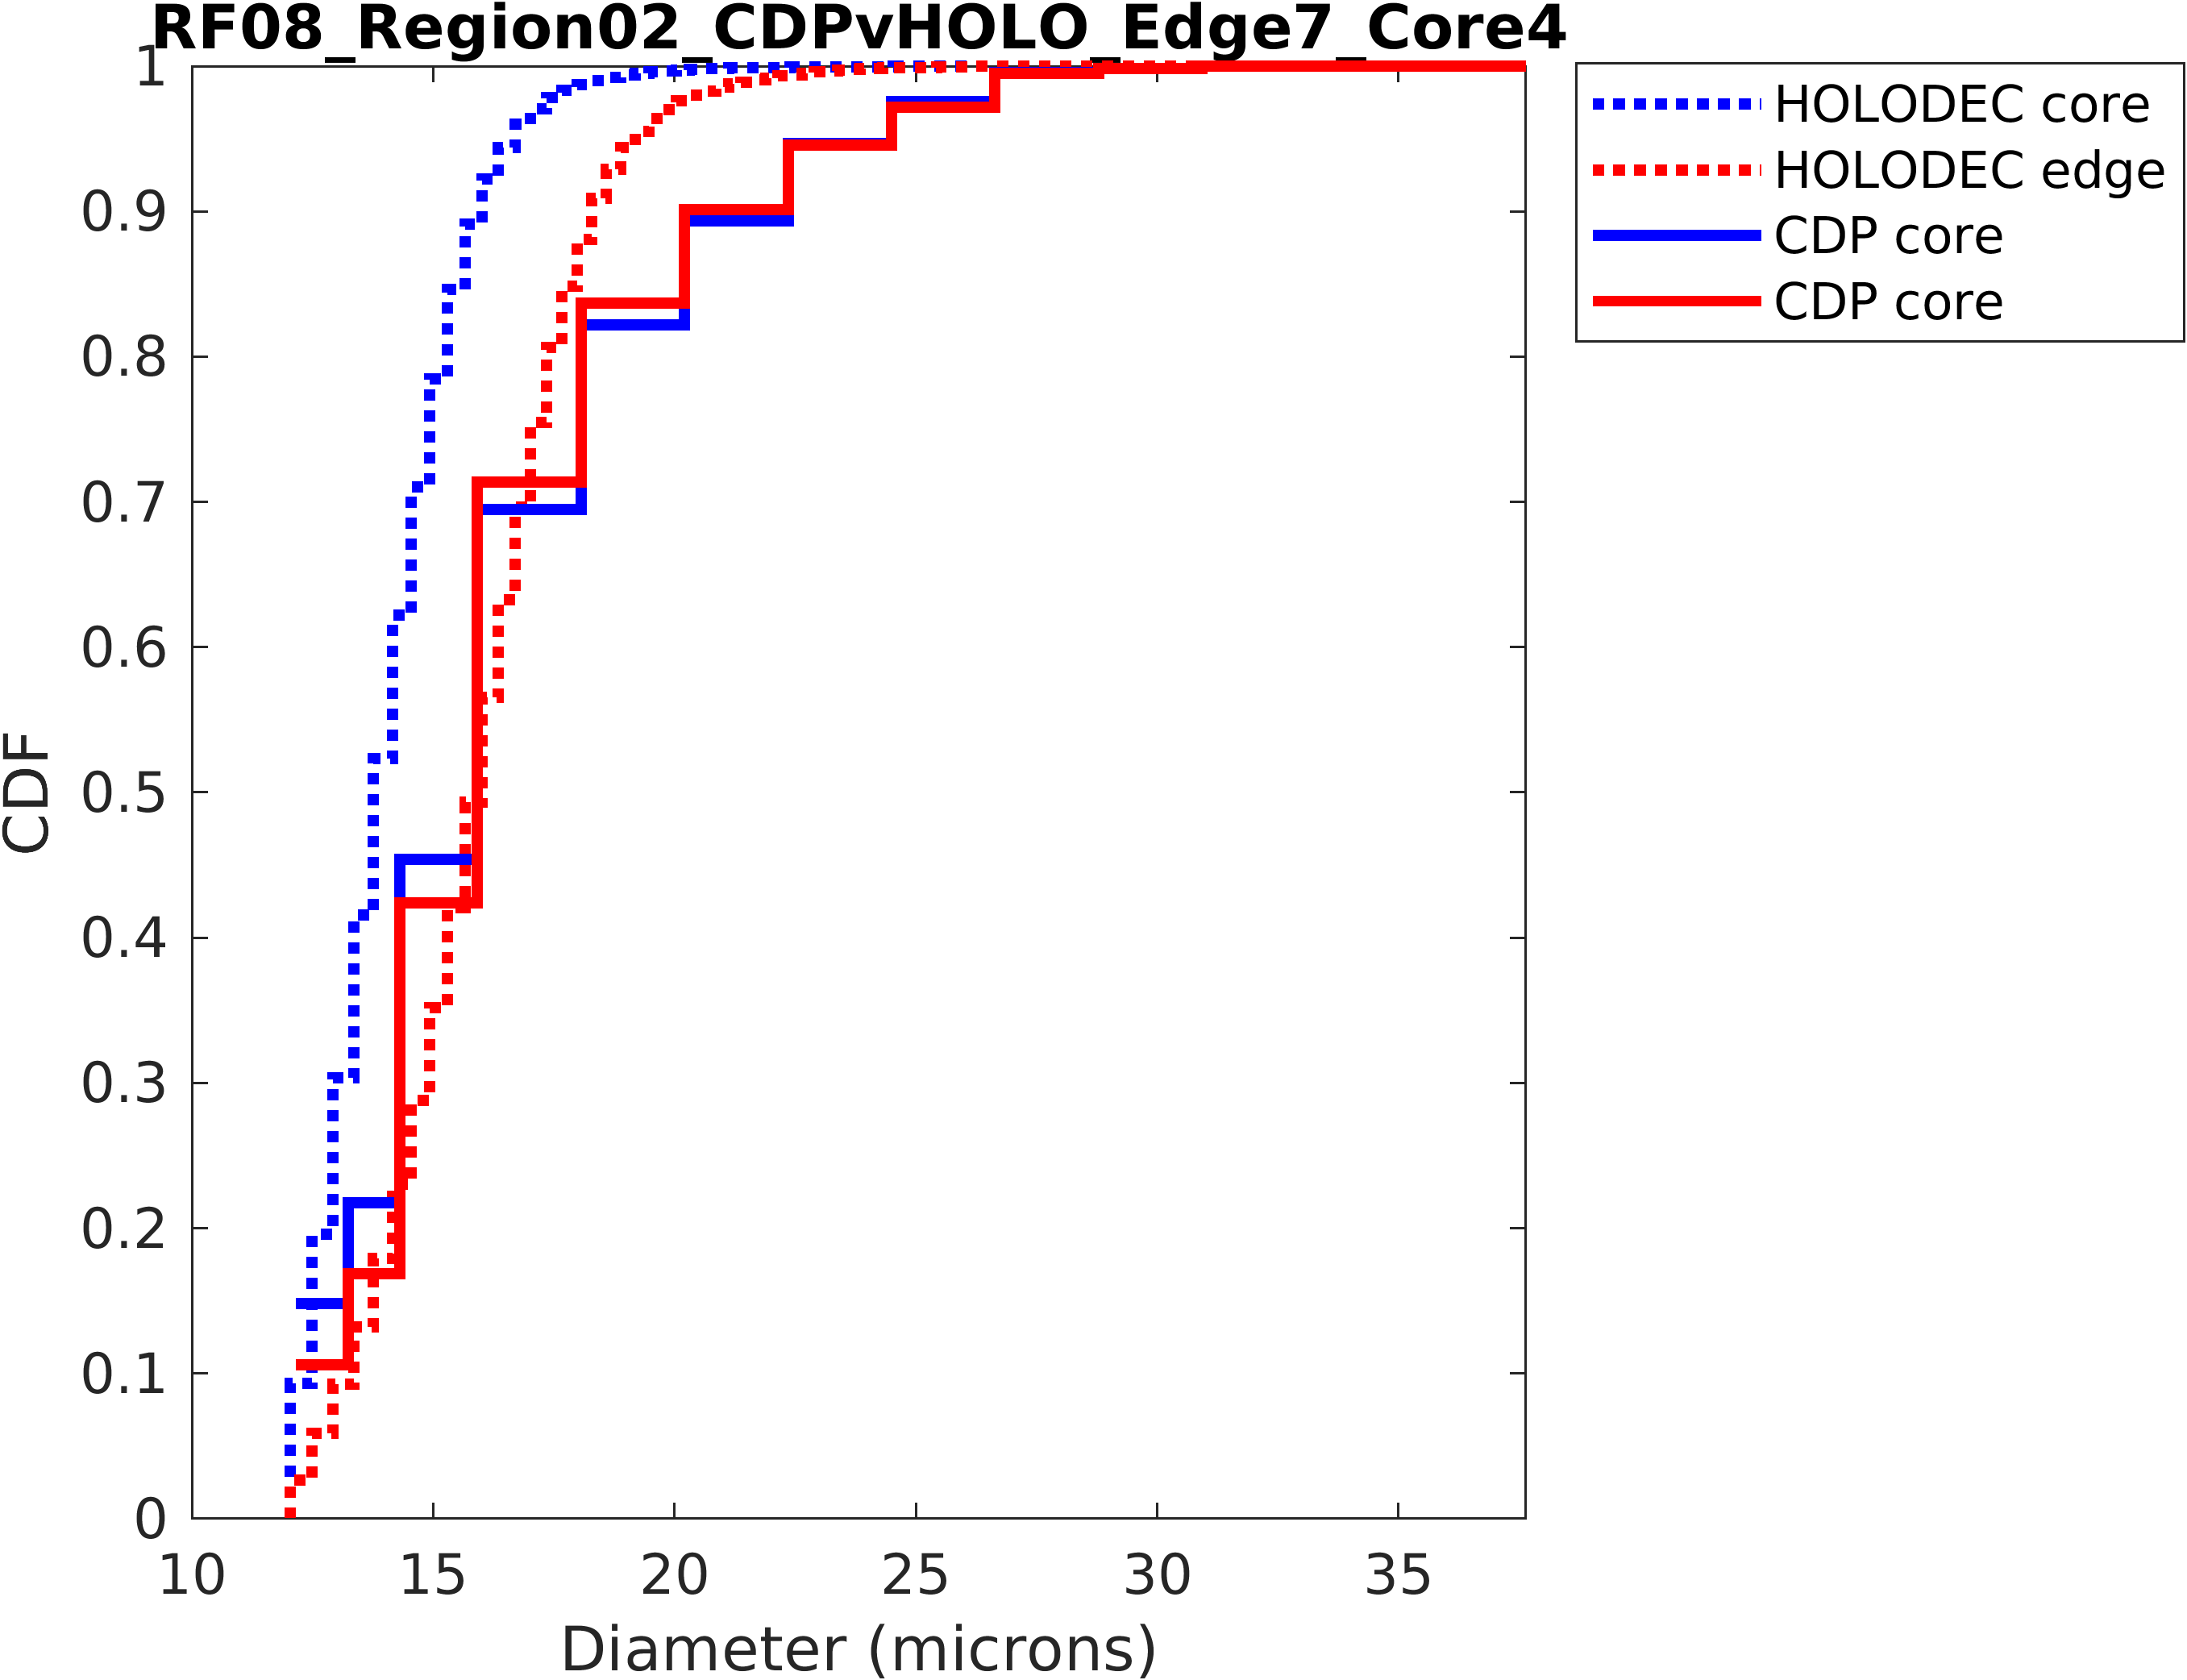 RF08_Region02_CDPvHOLO_Edge7_Core4
HOLODEC core
HOLODEC edge
CDP core
CDP core
1
0.9
0.8
0.7
0.6
0.5
0.4
0.3
0.2
0.1
0
CDF
10 15 20 25 30 35
Diameter (microns)